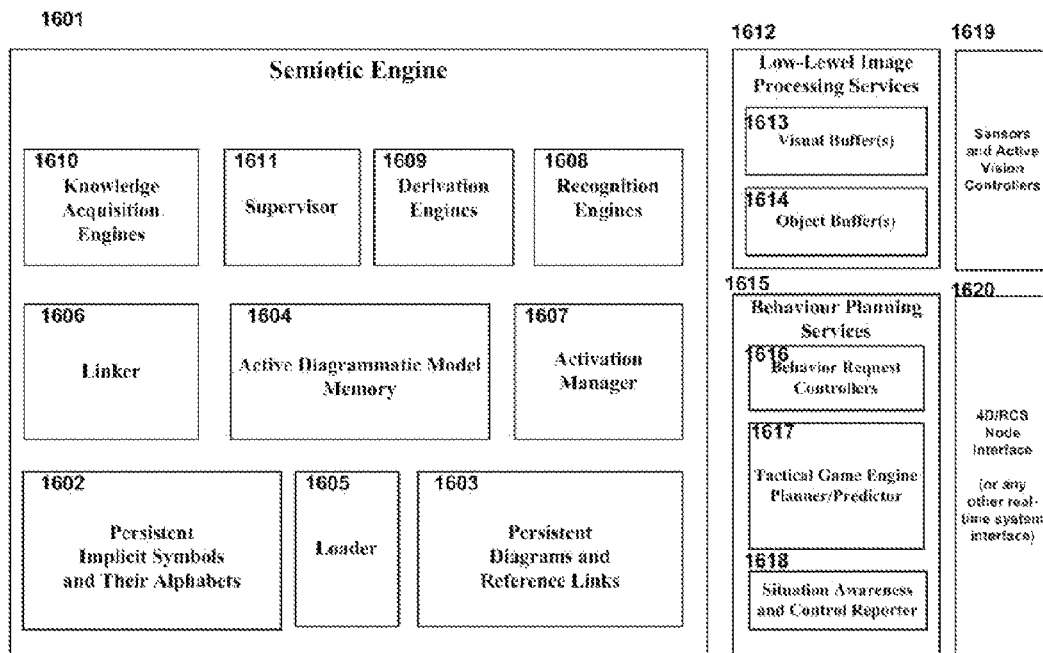 1601
Semiotic Engine
1610
Knowledge
Acquisition
Engines
1611
Supervisor
1609
Derivation
Engines
1608
Recognition
Engines
1606
Linker
1604
Active Diagrammatic Model
Memory
1607
Activation
Manager
1602
Persistent
Implicit Symbols
and Their Alphabets
1605
Loader
1603
Persistent
Diagrams and
Reference Links
1612
Low-Lewel Image
Processing Services
1613
Visual Buffer(s)
1614
Object Buffer(s)
1615
Behaviour Planning
Services
1616
Behavior Request
Controllers
1617
Tactical Game Engine
Planner/Predictor
1618
Situation Awareness
and Control Reporter
1619
Sensors
and Active
Vision
Controllers
1620
4D/RCS
Node
Interface
(or any
other real-
time system
interface)